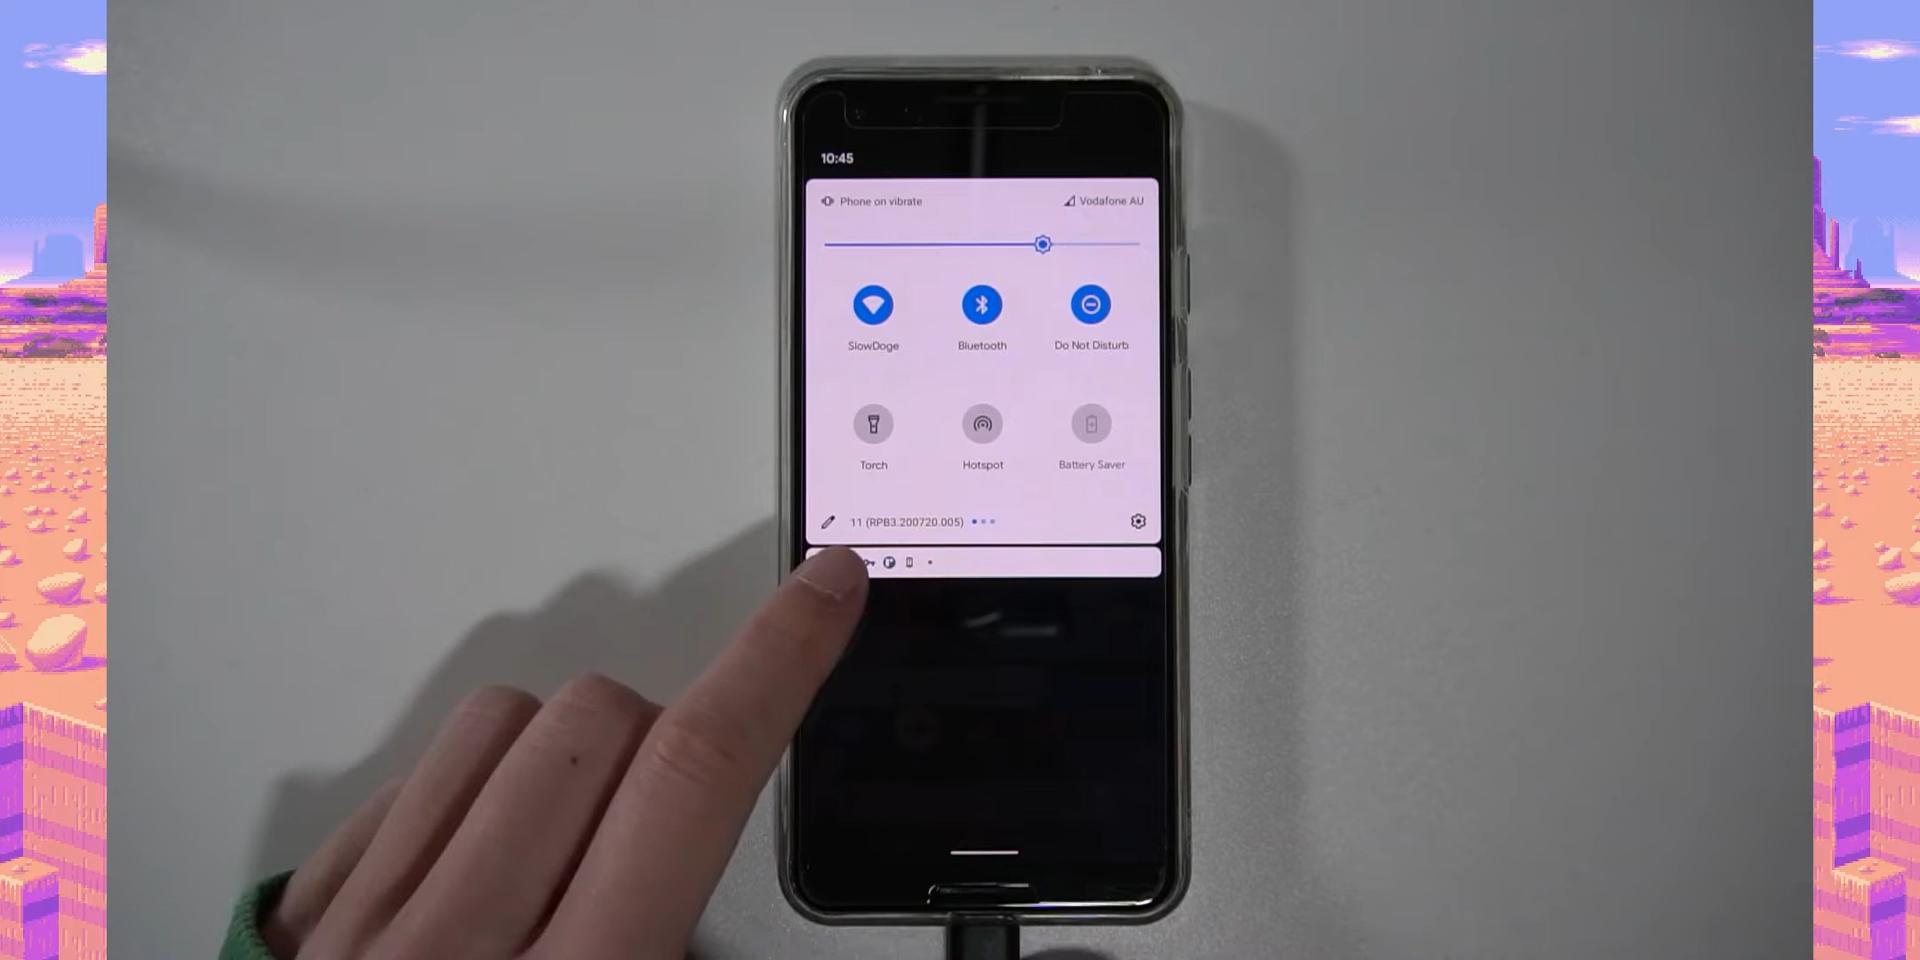 10:45
Phone on vibrate
Vodafone AU
SlowDoge
Bluetooth
Do Not Disturb
Torch
Hotspot
Battery Saver
11 (RPB3.200720.005)